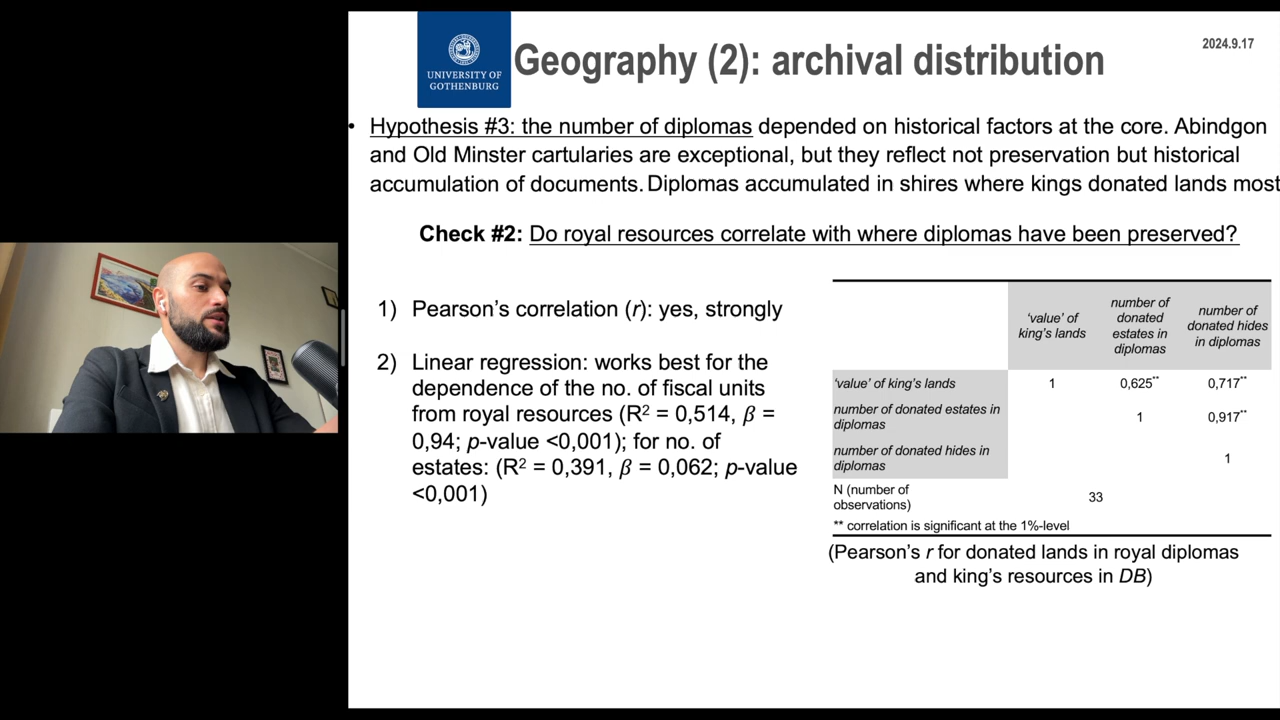 UNIVERSITY OF
GOTHENBURG
Geography (2): archival distribution
2024.9.17
• Hypothesis #3: the number of diplomas depended on historical factors at the core. Abindgon
and Old Minster cartularies are exceptional, but they reflect not preservation but historical
accumulation of documents. Diplomas accumulated in shires where kings donated lands most
Check #2: Do royal resources correlate with where diplomas have been preserved?
1) Pearson's correlation (r): yes, strongly
2) Linear regression: works best for the
dependence of the no. of fiscal units
from royal resources (R² = 0,514, β =
0,94; p-value <0,001); for no. of
estates: (R² = 0,391, β = 0,062; p-value
<0,001)
'value' of
king's lands
number of
donated
estates in
diplomas
number of
donated hides
in diplomas
'value' of king's lands 1 0,625** 0,717**
number of donated estates in
diplomas 1 0,917**
number of donated hides in
diplomas 1
N (number of
observations) 33
** correlation is significant at the 1%-level
(Pearson's r for donated lands in royal diplomas
and king's resources in DB)